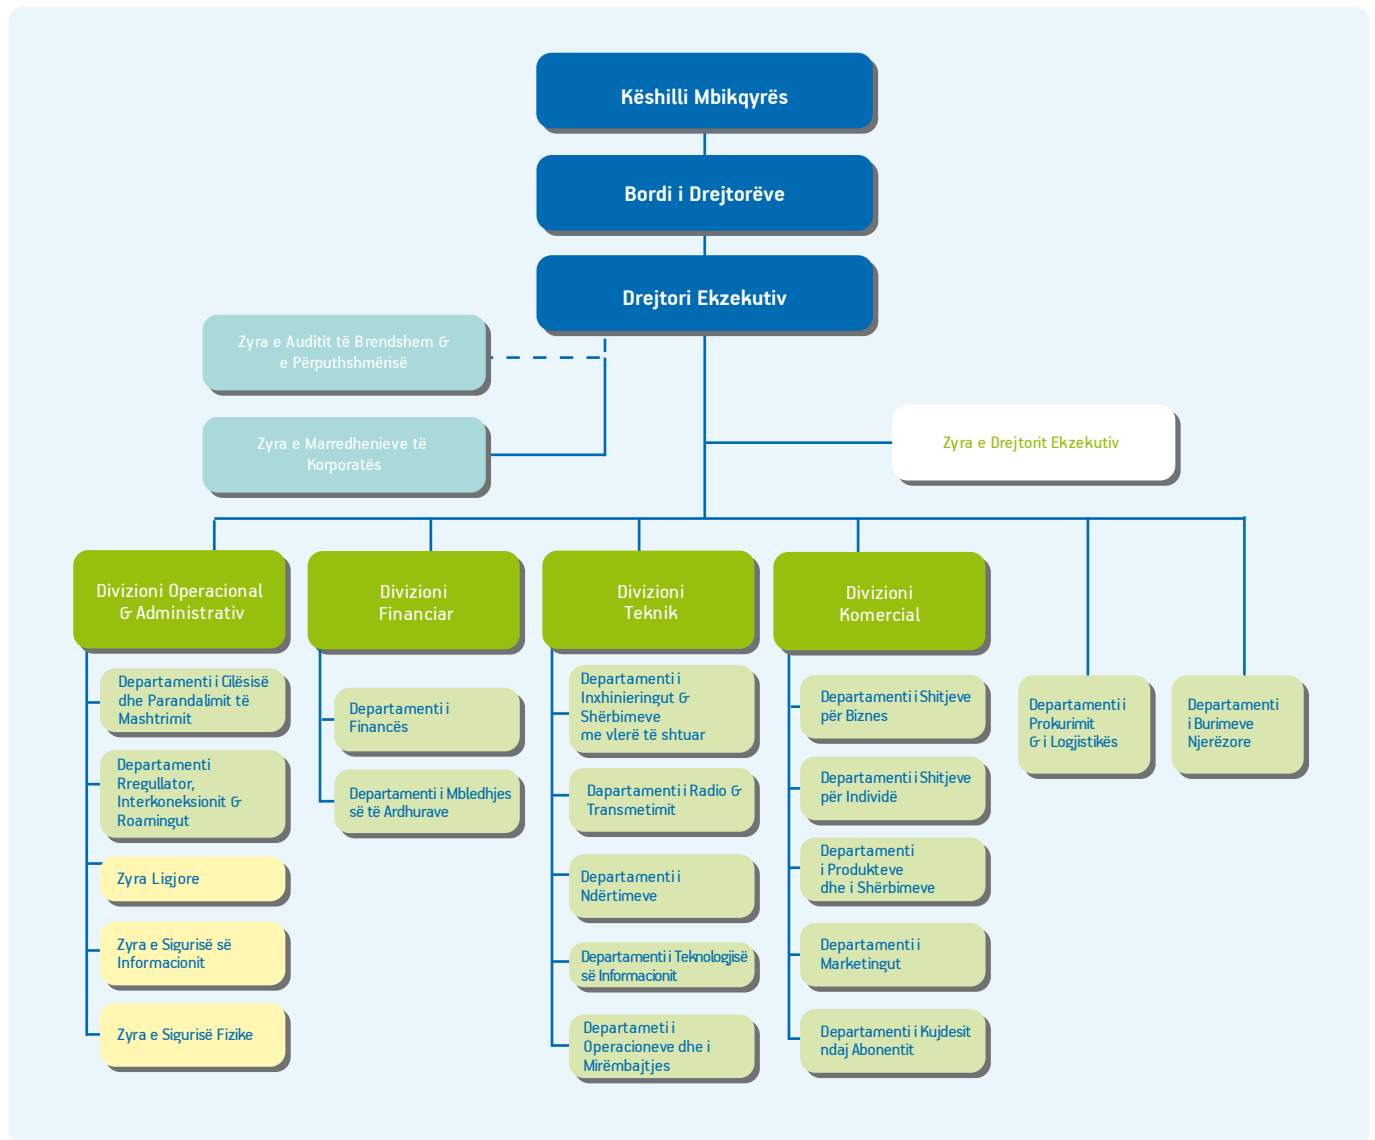 Këshilli Mbikqyrës
Bordi i Drejtorëve
Drejtori Ekzekutiv
Zyra e Auditit të Brendshem &
e Përputhshmërisë
Zyra e Marredhenieve të
Korporatës
Zyra e Drejtorit Ekzekutiv
Divizioni Operacional
& Administrativ
Departamenti i Cilësisë
dhe Parandalimit të
Mashtrimit
Departamenti
Rregullator,
Interkoneksionit &
Roamingut
Zyra Ligjore
Zyra e Sigurisë së
Informacionit
Zyra e Sigurisë Fizike
Divizioni
Financiar
Departamenti i
Financës
Departamenti i Mbledhjes
së të Ardhurave
Divizioni
Teknik
Departamenti i
Inxhinieringut &
Shërbimeve
me vlerë të shtuar
Dapartamenti i Radio &
Transmetimit
Departamenti i
Ndërtimeve
Departamenti i Teknologjisë
së Informacionit
Departameti i
Operacioneve dhe i
Mirëmbajtjes
Divizioni
Komercial
Departamenti i Shitjeve
për Biznes
Departamenti i Shitjeve
për Individë
Departamenti
i Produkteve
dhe i Shërbimeve
Departamenti i
Marketingut
Departamenti i Kujdesit
ndaj Abonentit
Departamenti i
Prokurimit
& i Logjistikës
Departamenti
i Burimeve
Njerëzore